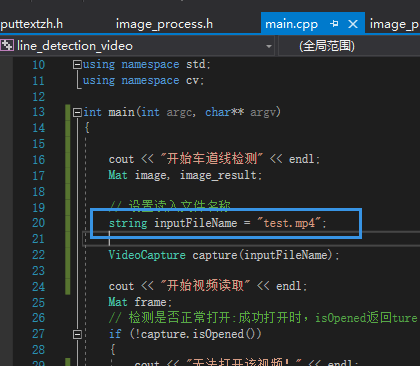 puttextzh.h image_process.h main.cpp image_p
line_detection_video (全局范围)
10 using namespace std;
11 using namespace cv;
12
13 int main(int argc, char** argv)
14 {
15
16 cout << "开始车道线检测" << endl;
17 Mat image, image_result;
18
19 // 设置读入文件名称
20 string inputFileName = "test.mp4";
21
22 VideoCapture capture(inputFileName);
23
24 cout << "开始视频读取" << endl;
25 Mat frame;
26 // 检测是否正常打开:成功打开时，isOpened返回ture
27 if (!capture.isOpened())
28 {
29 cout << "无法打开该视频！" << endl;